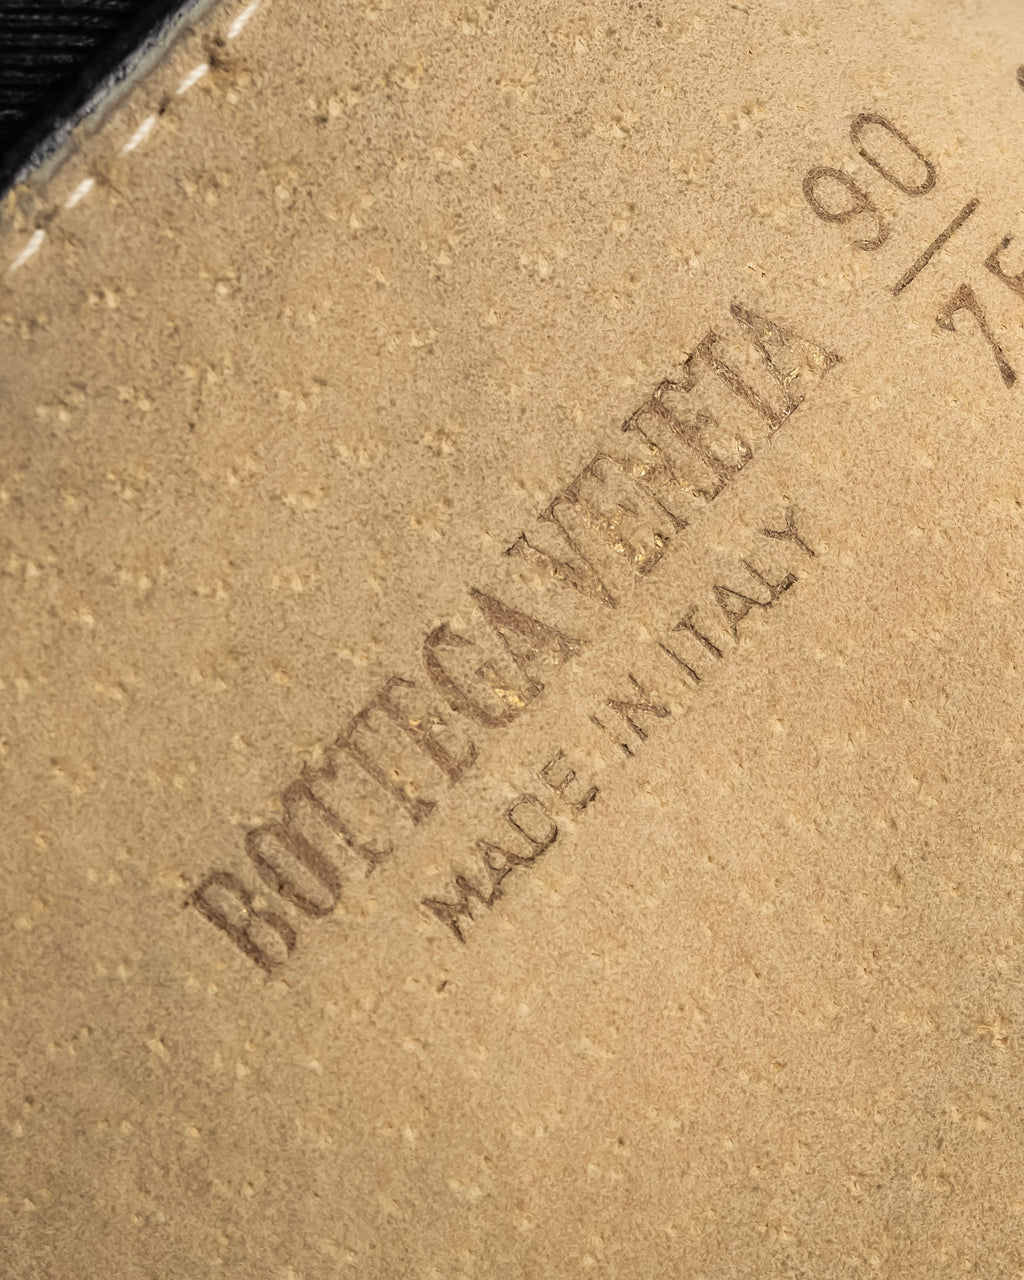 90
75
BOTTEGA VENETA
MADE IN ITALY